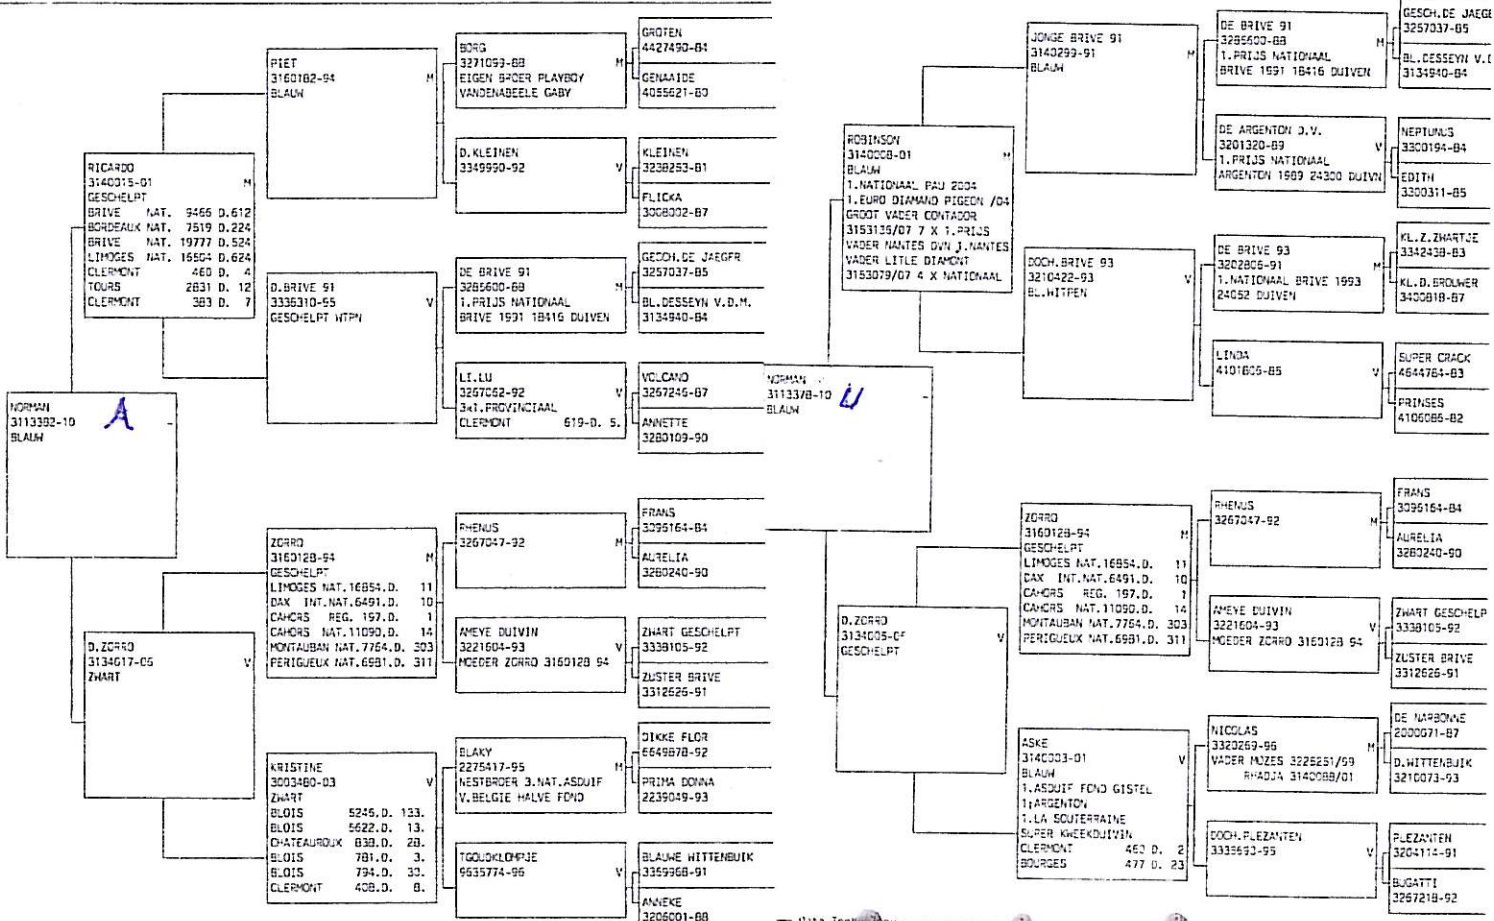 NORMAN
3113392-10
BLAUW
A
RICARDO
3140015-01 M
GESCHELPT
BRIVE NAT. 9466 D.612
BORDEAUX NAT. 7519 D.224
BRIVE NAT. 19777 D.524
LIMOGES NAT. 16504 D.624
CLERMONT 460 D. 4
TOURS 2831 D. 12
CLERMONT 383 D. 7
D.ZORRO
3134017-06 V
ZWART
PIET
3160182-94 M
BLAUW
D.BRIVE 91
3336310-95 V
GESCHELPT WTPN
ZORRO
3160128-94 M
GESCHELPT
LIMOGES NAT.16854.D. 11
DAX INT.NAT.6491.D. 10
CAHORS REG. 197.D. 1
CAHORS NAT.11090.D. 14
MONTAUBAN NAT.7764.D. 303
PERIGUEUX NAT.6981.D. 311
KRISTINE
3003480-03 V
ZWART
BLOIS 5245.D. 133.
BLOIS 5622.D. 13.
CHATEAUROUX 838.D. 28.
BLOIS 781.D. 3.
BLOIS 794.D. 33.
CLERMONT 408.D. 8.
BORG
3271093-88 M
EIGEN BROER PLAYBOY
VANDENABEELE GABY
D.KLEINEN
3349990-92 V
DE BRIVE 91
3285600-88 M
1.PRIJS NATIONAAL
BRIVE 1991 18416 DUIVEN
LI.LU
3267062-92 V
3x1.PROVINCIAAL
CLERMONT 619-D. 5.
RHENUS
3267047-92 M
AMEYE DUIVIN
3221604-93 V
MOEDER ZORRO 3160128 94
BLAKY
2275417-95 M
NESTBROER 3.NAT.ASDUIF
V.BELGIE HALVE FOND
TGOUDKLOMPJE
9635774-96 V
GROTEN
4427490-84
GENAAIDE
4055621-80
KLEINEN
3238253-81
FLICKA
3008002-87
GESCH.DE JAEGER
3257037-85
BL.DESSEYN V.D.M.
3134940-84
VOLCANO
3267246-87
ANNETTE
3280109-90
FRANS
3095164-84
AURELIA
3280240-90
ZWART GESCHELPT
3338105-92
ZUSTER BRIVE
3312626-91
DIKKE FLOR
6649878-92
PRIMA DONNA
2239049-93
BLAUWE WITTENBUIK
3359968-91
ANNEKE
3206001-88
NORMAN
3113378-10
BLAUW
ROBINSON
3140008-01 M
BLAUW
1.NATIONAAL PAU 2004
1.EURO DIAMAND PIGEON /04
GROOT VADER CONTADOR
3153135/07 7 X 1.PRIJS
VADER NANTES OVN 1.NANTES
VADER LITLE DIAMONT
3153079/07 4 X NATIONAAL
D.ZORRO
V
GESCHELPT
JONGE BRIVE 91
3140299-91 M
BLAUW
DOCH.BRIVE 93
3210422-93 V
BL.WITPEN
ZORRO
3160128-94 M
GESCHELPT
LIMOGES NAT.16854.D. 11
DAX INT.NAT.6491.D. 10
CAHORS REG. 197.D. 1
CAHORS NAT.11090.D. 14
MONTAUBAN NAT.7764.D. 303
PERIGUEUX NAT.6981.D. 311
ASKE
3140003-01 V
BLAUW
1.ASDUIF FOND GISTEL
1.ARGENTON
1.LA SOUTERRAINE
SUPER KWEEKDUIVIN
CLERMONT 460 D. 2
BOURGES 477 D. 23
DE BRIVE 91
3285600-88 M
1.PRIJS NATIONAAL
BRIVE 1991 18416 DUIVEN
DE ARGENTON D.V.
3201320-89 V
1.PRIJS NATIONAAL
ARGENTON 1989 24300 DUIVN
DE BRIVE 93
3202805-91 M
1.NATIONAAL BRIVE 1993
24052 DUIVEN
LINDA
4101805-85 V
RHENUS
3267047-92 M
AMEYE DUIVIN
3221604-93 V
MOEDER ZORRO 3160128 94
NICOLAS
3320269-96 M
VADER MOZES 3226251/99
RHADJA 3140088/01
DOCH.PLEZANTEN
3335690-95 V
GESCH.DE JAEGE
3257037-85
BL.DESSEYN V.D
3134940-84
NEPTUNUS
3300194-84
EDITH
3300311-85
KL.Z.ZWARTJE
3342438-83
KL.D.BROUWER
3400818-87
SUPER CRACK
4644764-83
PRINSES
4106086-82
FRANS
3095164-84
AURELIA
3280240-90
ZWART GESCHELP
3338105-92
ZUSTER BRIVE
3312626-91
DE NARBONNE
2000071-87
D.WITTENBUIK
3210073-93
PLEZANTEN
3204114-91
BUGATTI
3267218-92